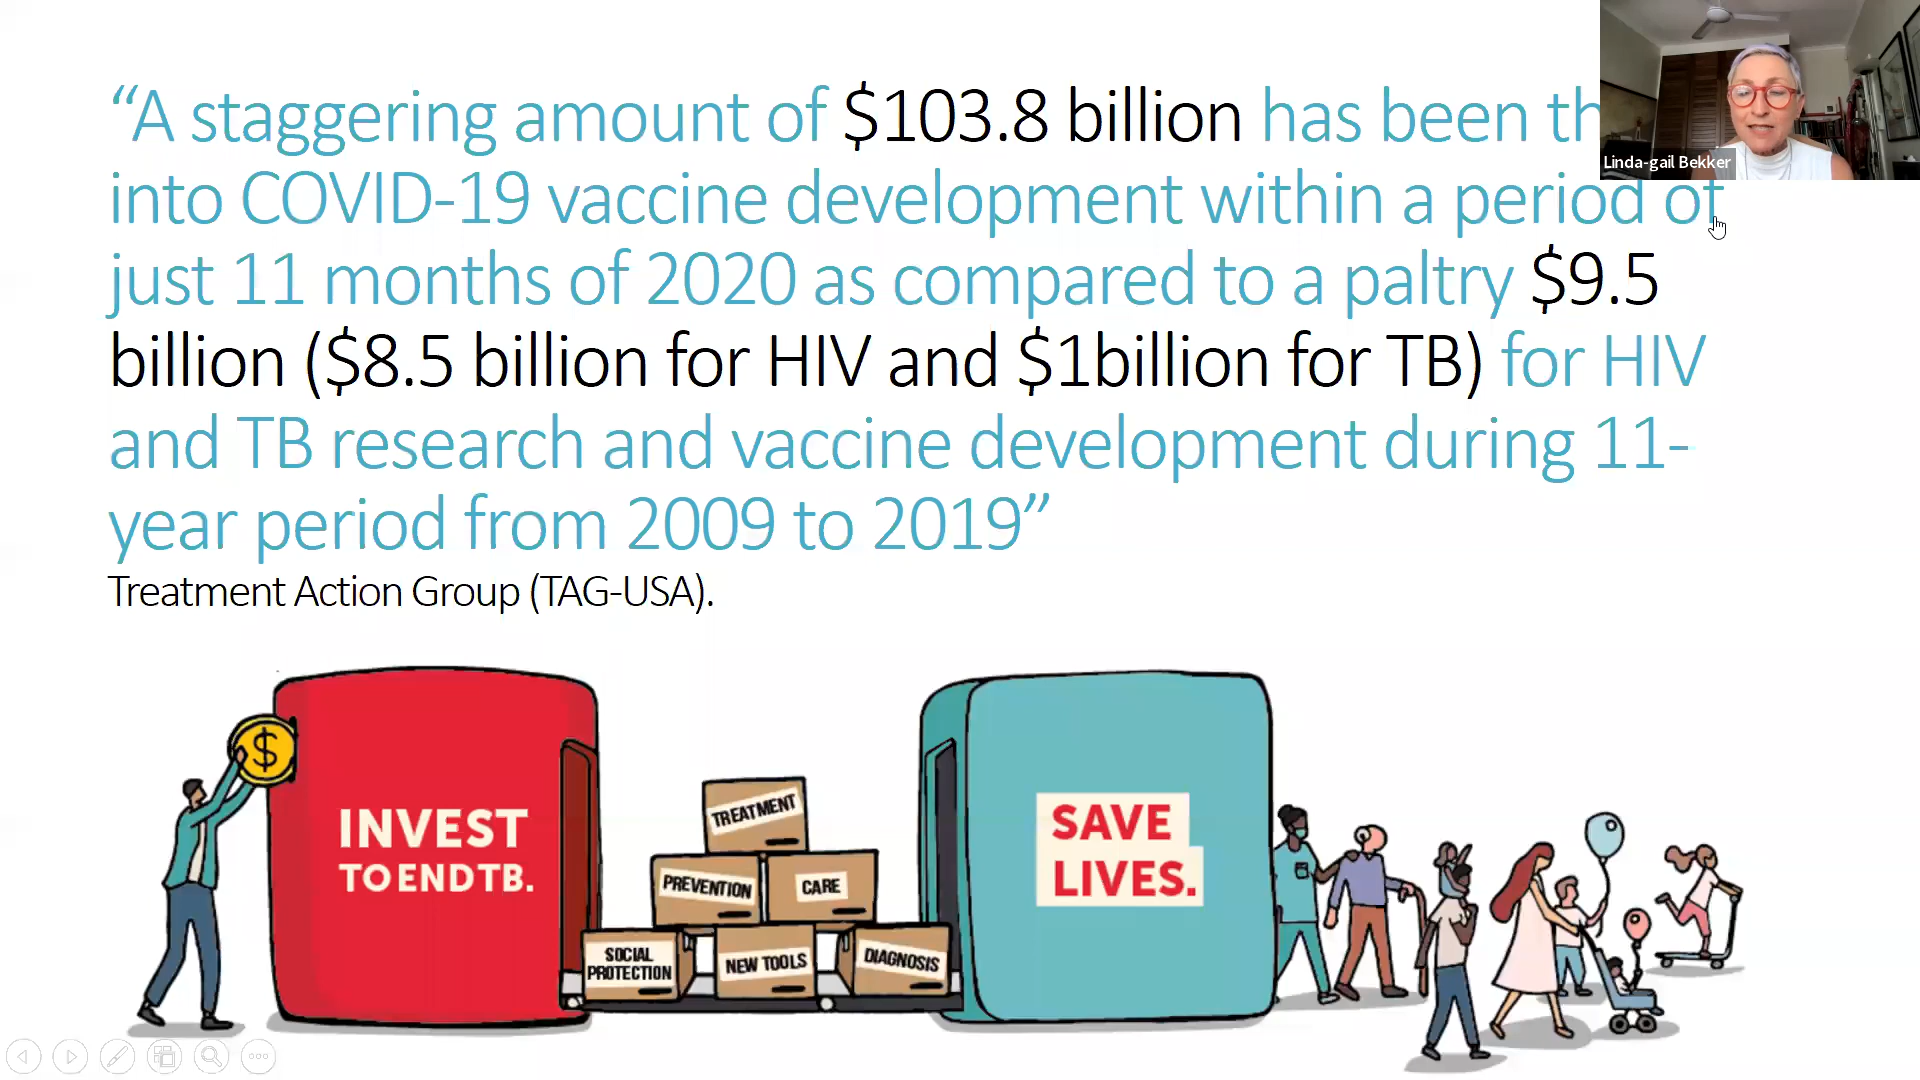 “A staggering amount of $103.8 billion has been
into COVID-19 vaccine development within a period of
just 11 months of 2020 as compared to a paltry $9.5
billion ($8.5 billion for HIV and $1billion for TB) for HIV
and TB research and vaccine development during 11-
year period from 2009 to 2019”
Treatment Action Group (TAG-USA).
Linda-gail Bekker
$
INVEST
TO END TB.
TREATMENT
PREVENTION
CARE
SOCIAL
PROTECTION
NEW TOOLS
DIAGNOSIS
SAVE
LIVES.